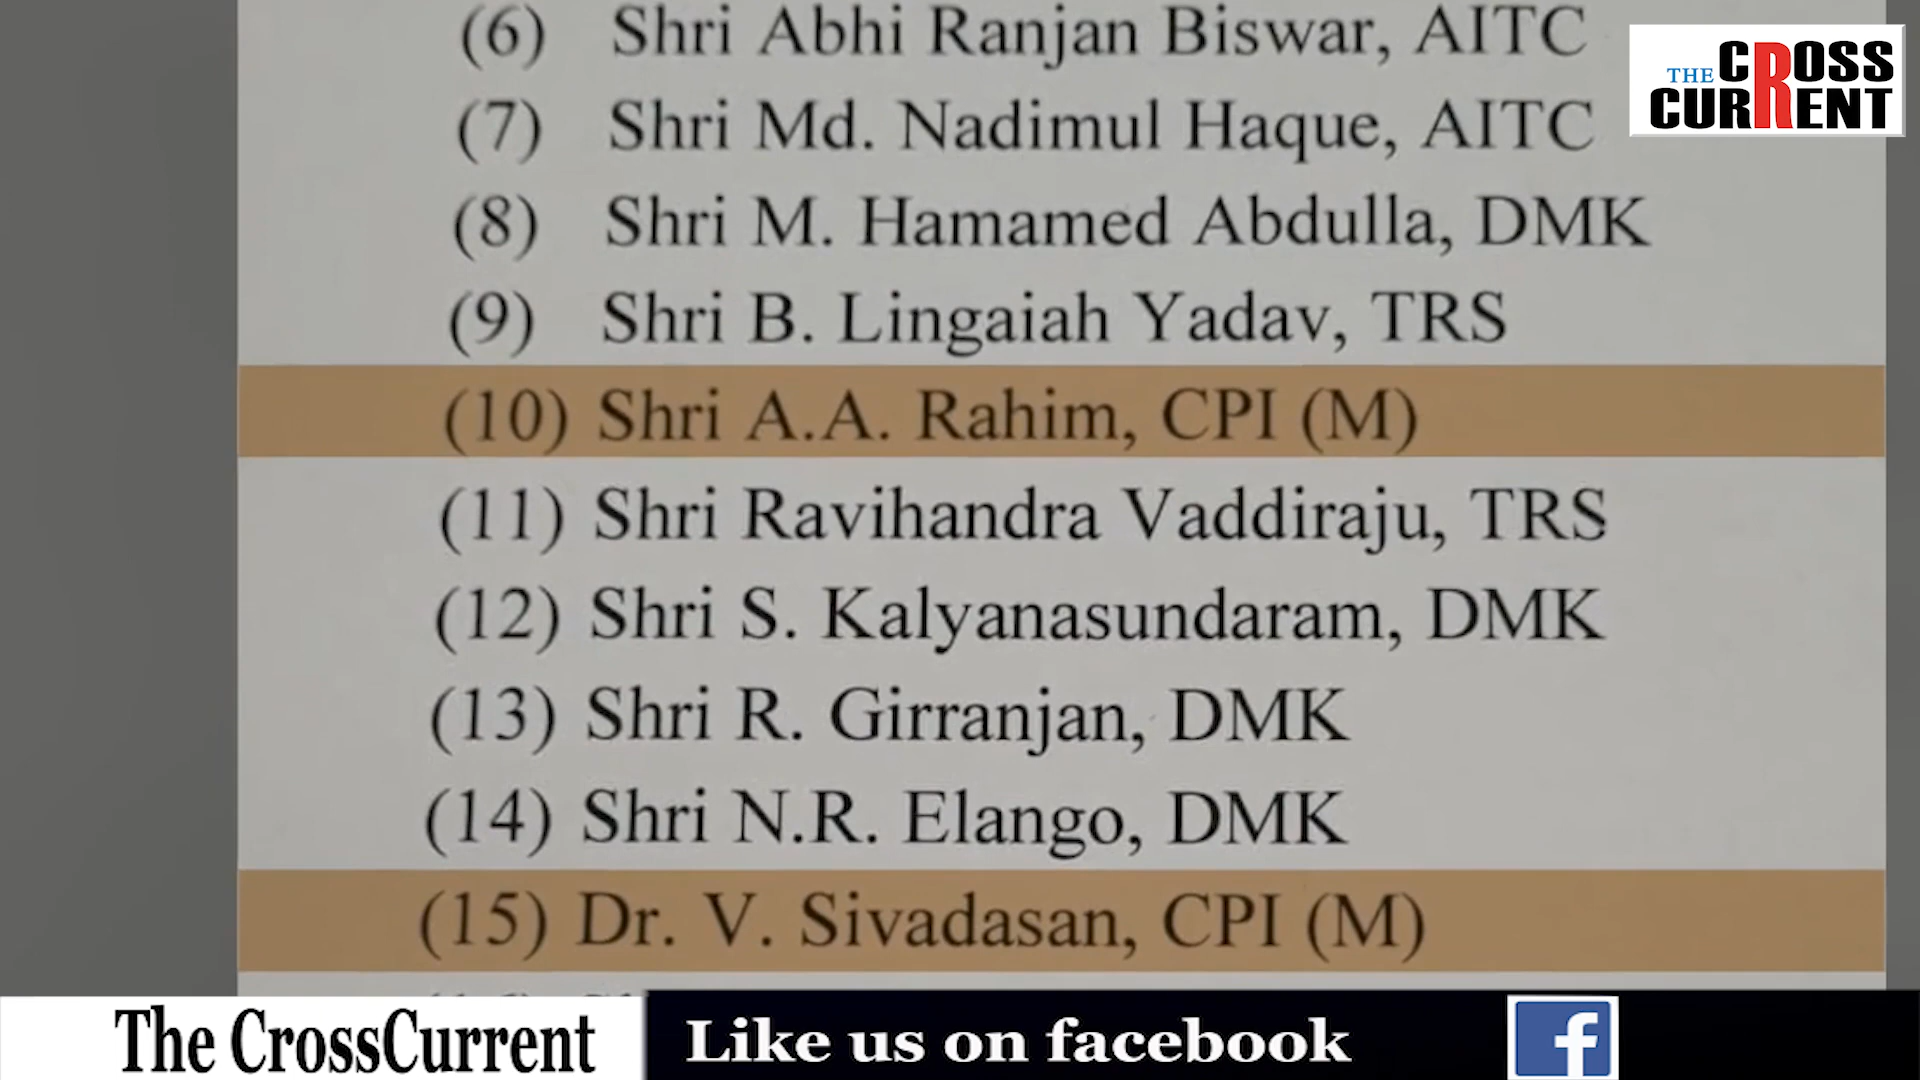 (6) Shri Abhi Ranjan Biswar, AITC
(7) Shri Md. Nadimul Haque, AITC
(8) Shri M. Hamamed Abdulla, DMK
(9) Shri B. Lingaiah Yadav, TRS
(10) Shri A.A. Rahim, CPI (M)
(11) Shri Ravihandra Vaddiraju, TRS
(12) Shri S. Kalyanasundaram, DMK
(13) Shri R. Girranjan, DMK
(14) Shri N.R. Elango, DMK
(15) Dr. V. Sivadasan, CPI (M)
THE CROSS
CURRENT
The CrossCurrent
Like us on facebook
f